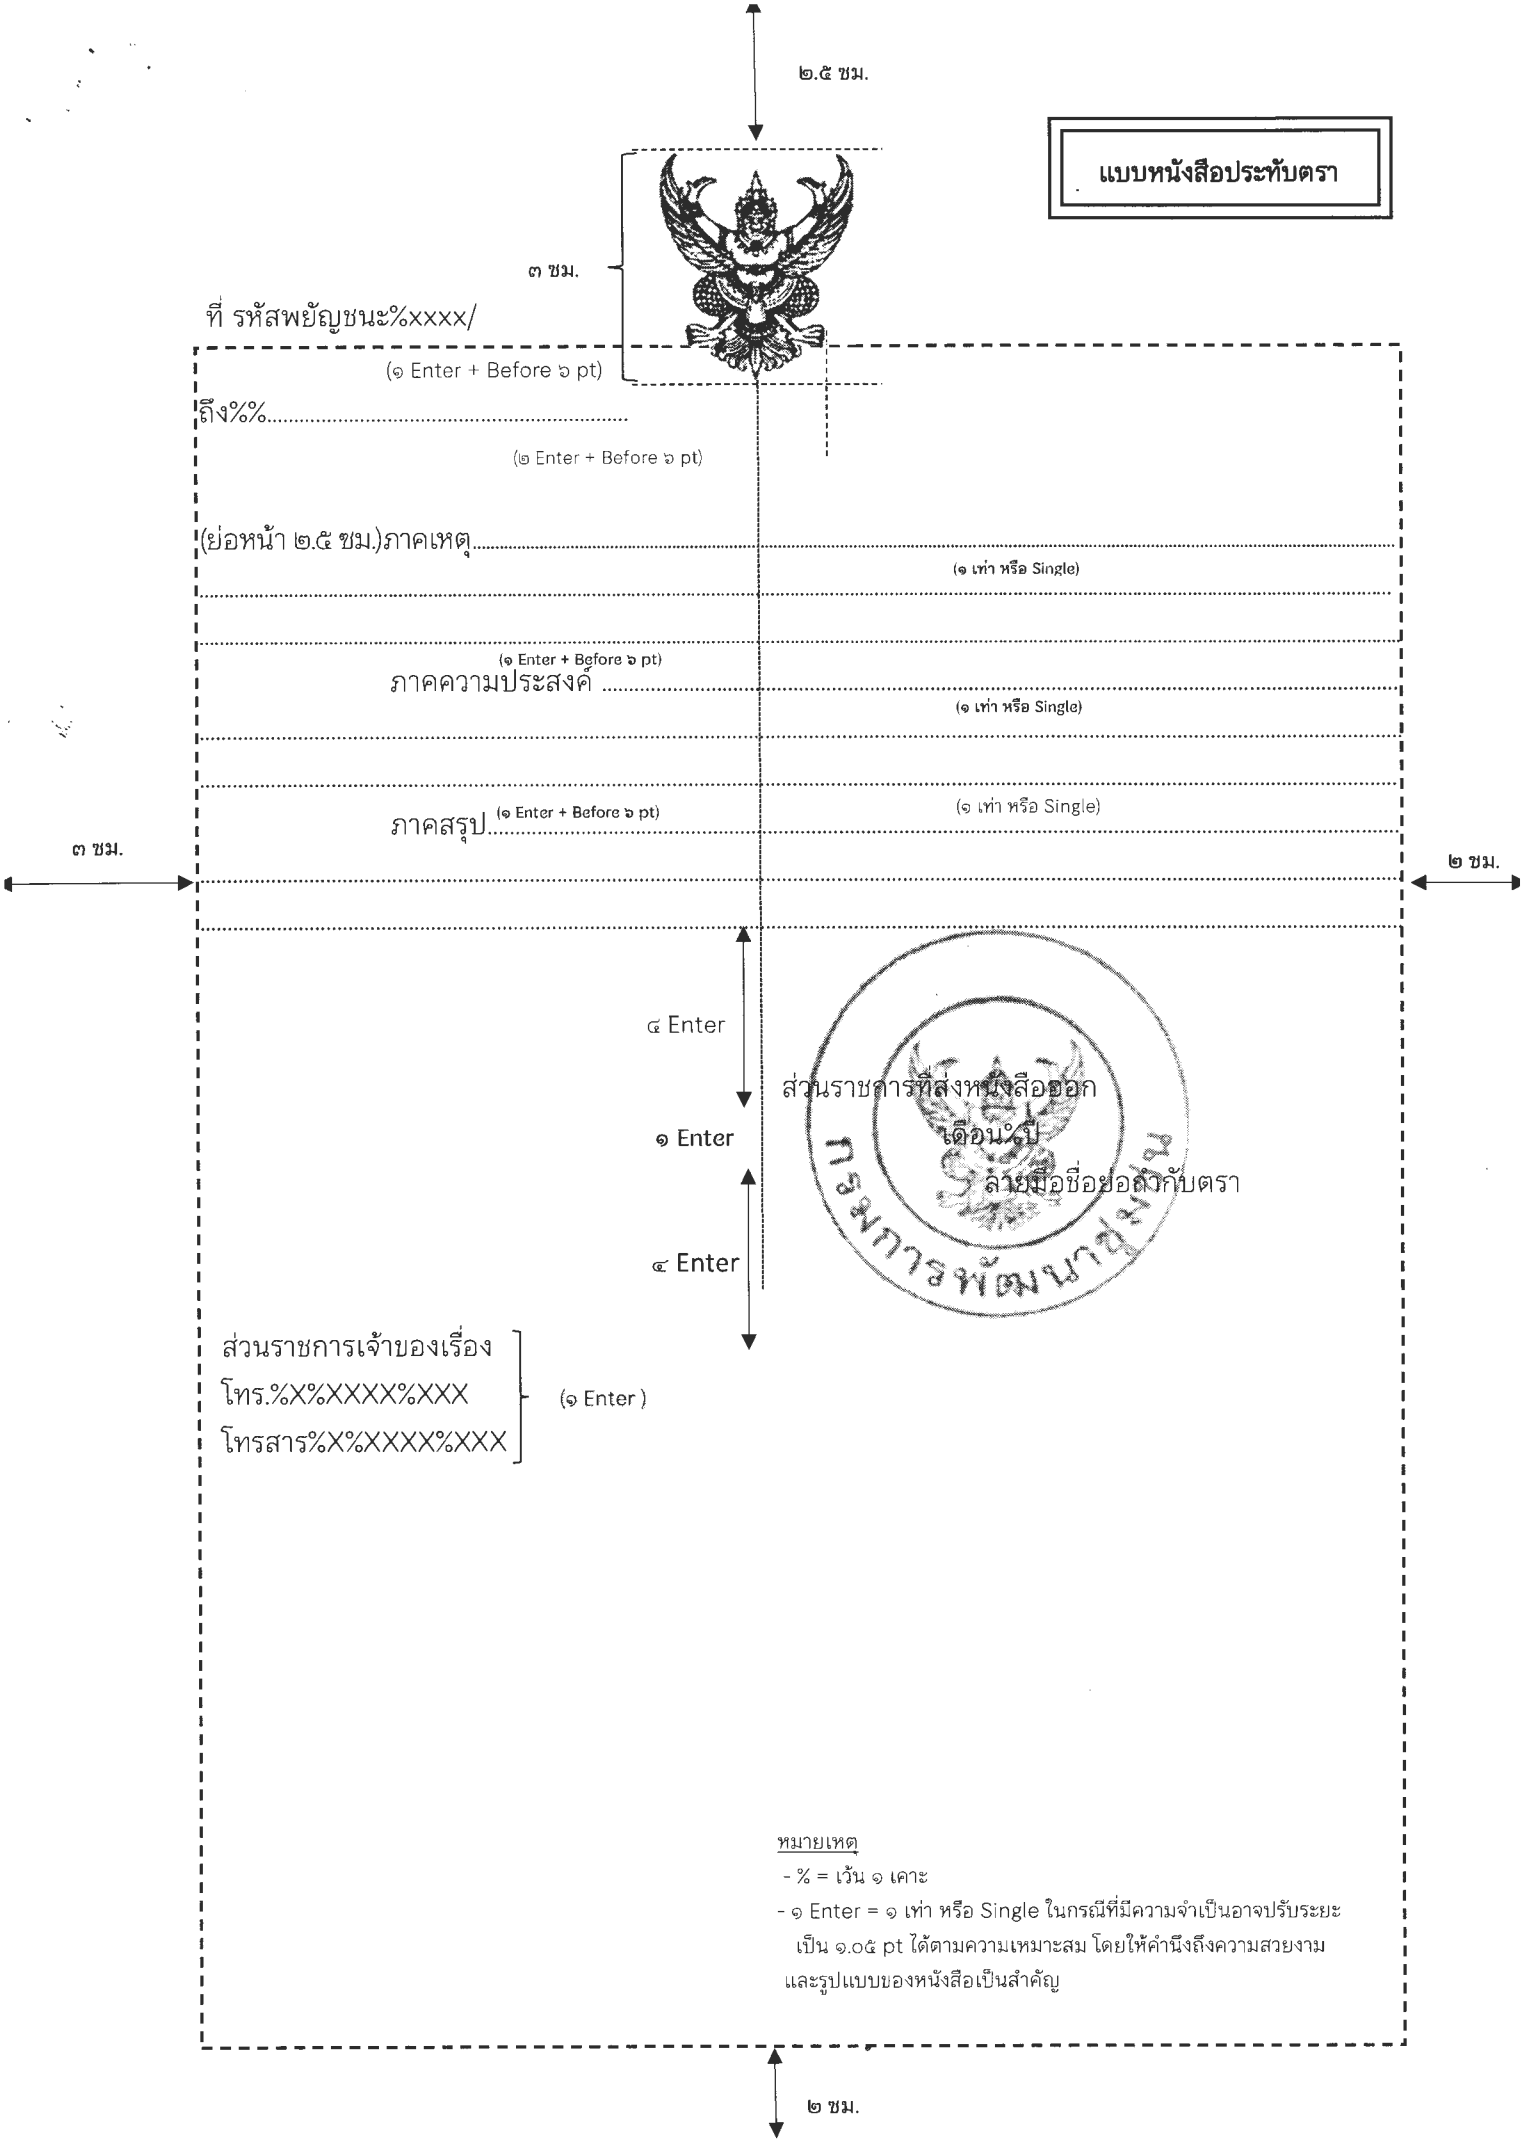 ๒.๕ ซม.
แบบหนังสือประทับตรา
๓ ซม.
ที่ รหัสพยัญชนะ%xxxx/
(๑ Enter + Before ๖ pt)
ถึง%%............................................................
(๒ Enter + Before ๖ pt)
(ย่อหน้า ๒.๕ ซม.)ภาคเหตุ............................................................
(๑ เท่า หรือ Single)
(๑ Enter + Before ๖ pt)
ภาคความประสงค์ ............................................................
(๑ เท่า หรือ Single)
(๑ Enter + Before ๖ pt)
(๑ เท่า หรือ Single)
ภาคสรุป............................................................
๓ ซม.
๒ ซม.
๔ Enter
ส่วนราชการที่ส่งหนังสือออก
๑ Enter
เดือน%ปี
ลายมือชื่อย่อกำกับตรา
กรมการพัฒนาชุมชน
๔ Enter
ส่วนราชการเจ้าของเรื่อง
โทร.%X%XXXX%XXX
(๑ Enter )
โทรสาร%X%XXXX%XXX
หมายเหตุ
- % = เว้น ๑ เคาะ
- ๑ Enter = ๑ เท่า หรือ Single ในกรณีที่มีความจำเป็นอาจปรับระยะ
เป็น ๑.๐๕ pt ได้ตามความเหมาะสม โดยให้คำนึงถึงความสวยงาม
และรูปแบบของหนังสือเป็นสำคัญ
๒ ซม.